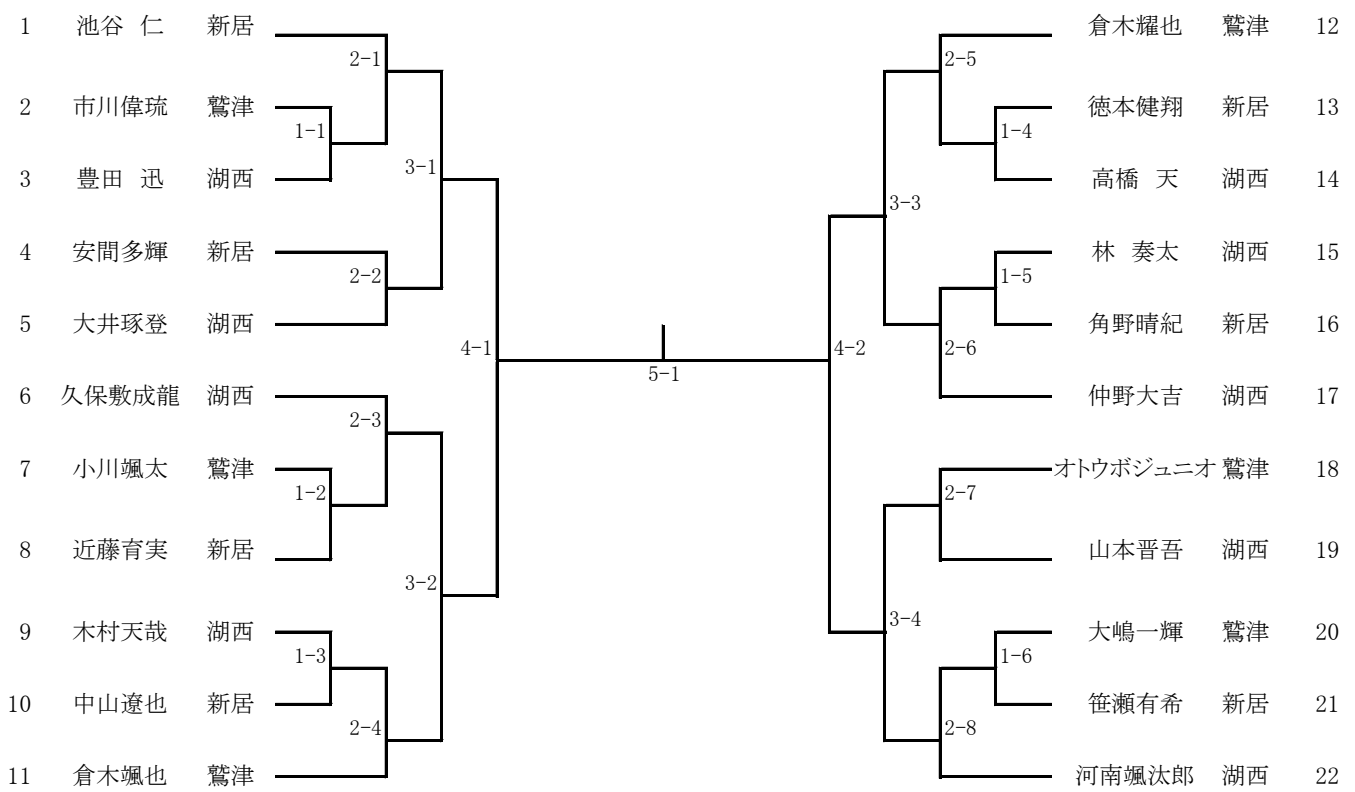 1 池谷 仁 新居
2-1
2 市川偉琉 鷲津
1-1
3 豊田 迅 湖西
3-1
4 安間多輝 新居
2-2
5 大井琢登 湖西
4-1
6 久保敷成龍 湖西
2-3
7 小川颯太 鷲津
1-2
8 近藤育実 新居
3-2
9 木村天哉 湖西
1-3
10 中山遼也 新居
2-4
11 倉木颯也 鷲津
5-1
倉木耀也 鷲津 12
2-5
徳本健翔 新居 13
1-4
高橋 天 湖西 14
3-3
林 奏太 湖西 15
1-5
角野晴紀 新居 16
4-2
2-6
仲野大吉 湖西 17
オトウボジュニオ 鷲津 18
2-7
山本晋吾 湖西 19
3-4
大嶋一輝 鷲津 20
1-6
笹瀬有希 新居 21
2-8
河南颯汰郎 湖西 22